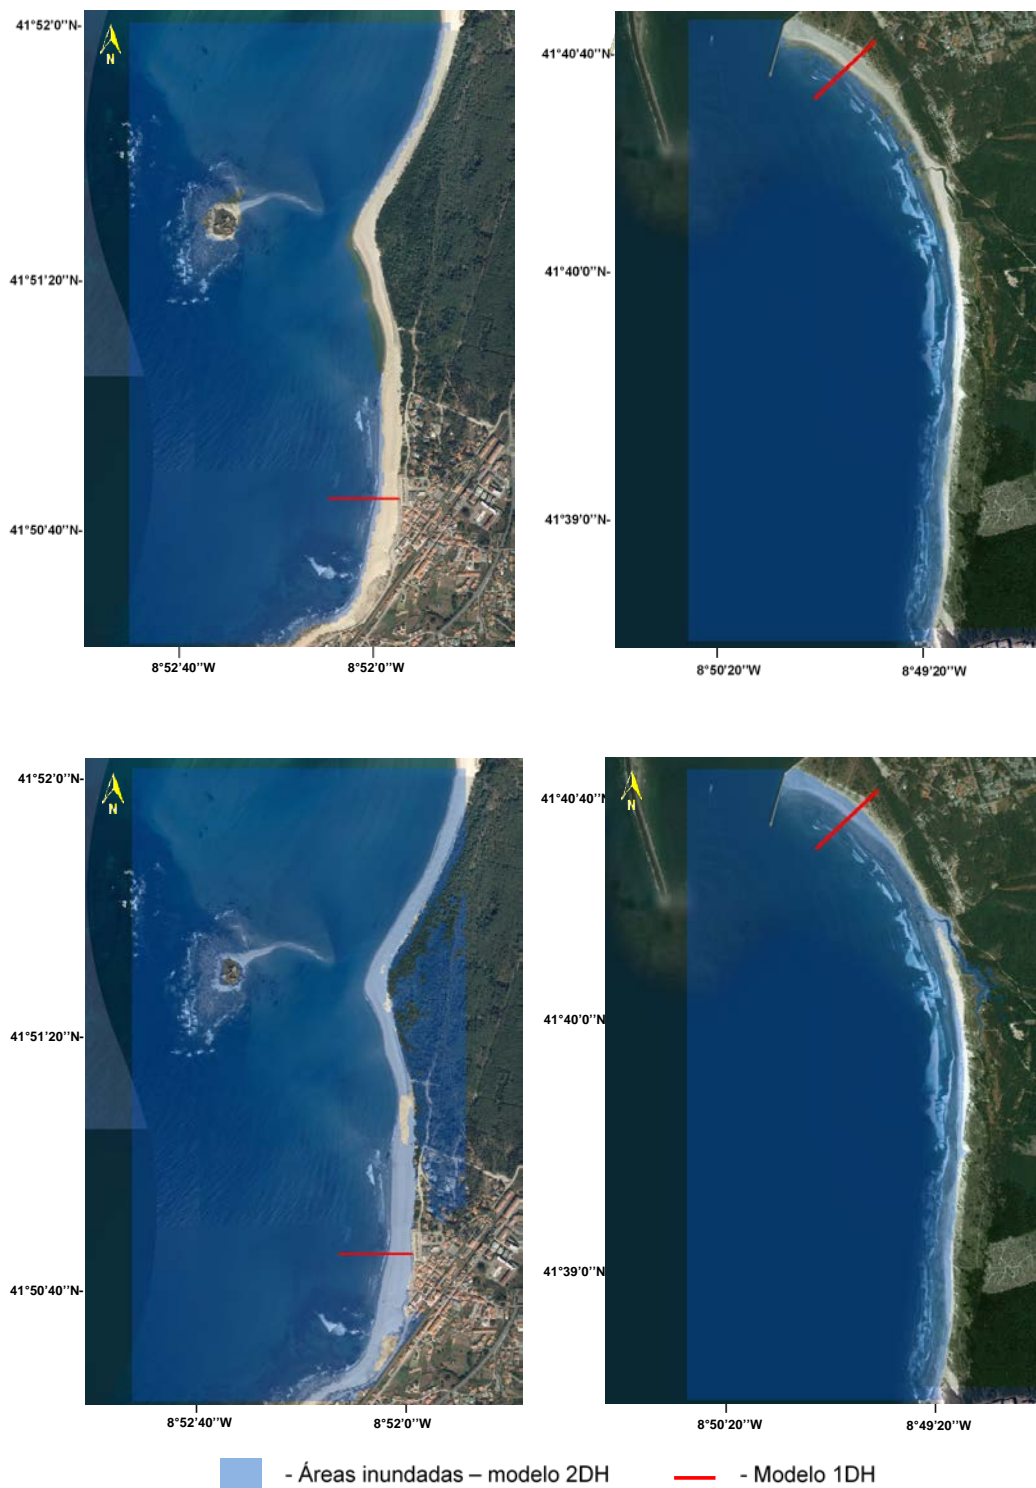 41°52'0''N-
N
41°51'20''N-
41°50'40''N-
8°52'40''W
8°52'0''W
41°40'40''N-
41°40'0''N-
41°39'0''N-
8°50'20''W
8°49'20''W
41°52'0''N-
N
41°51'20''N-
41°50'40''N-
8°52'40''W
8°52'0''W
41°40'40''N
N
41°40'0''N
41°39'0''N
8°50'20''W
8°49'20''W
- Áreas inundadas – modelo 2DH
- Modelo 1DH